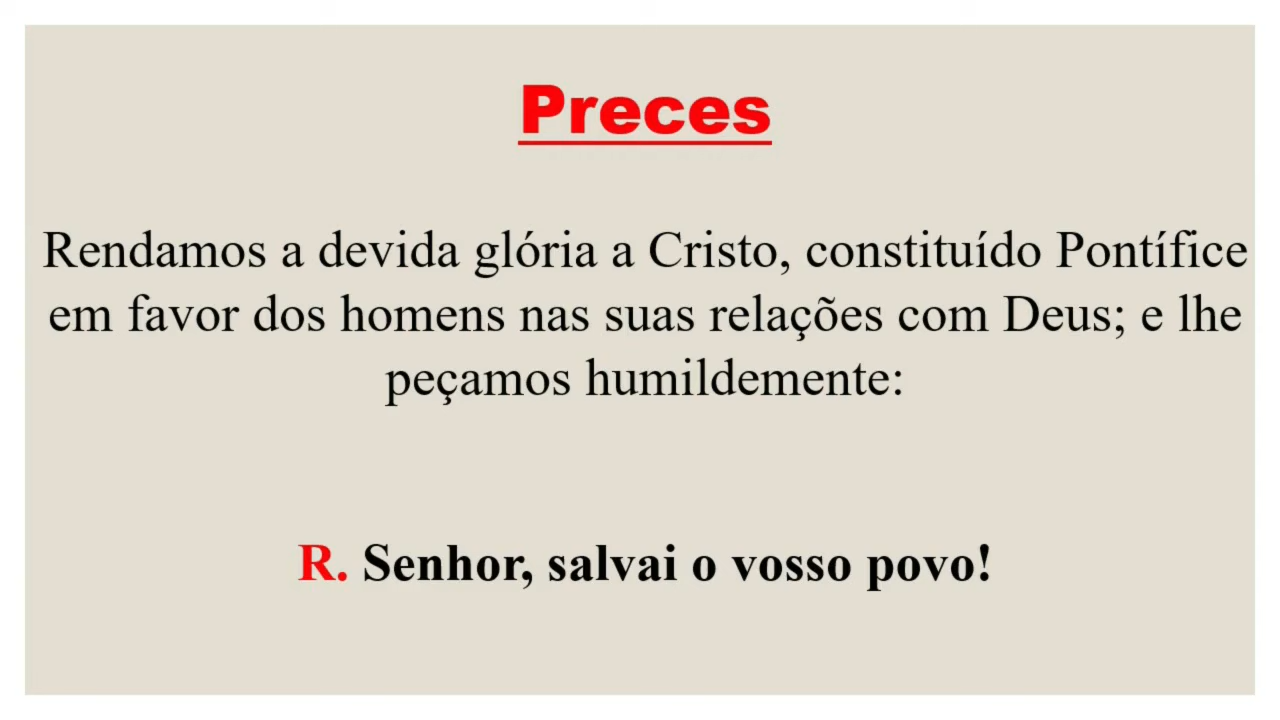 Preces
Rendamos a devida glória a Cristo, constituído Pontífice
em favor dos homens nas suas relações com Deus; e lhe
peçamos humildemente:
R. Senhor, salvai o vosso povo!